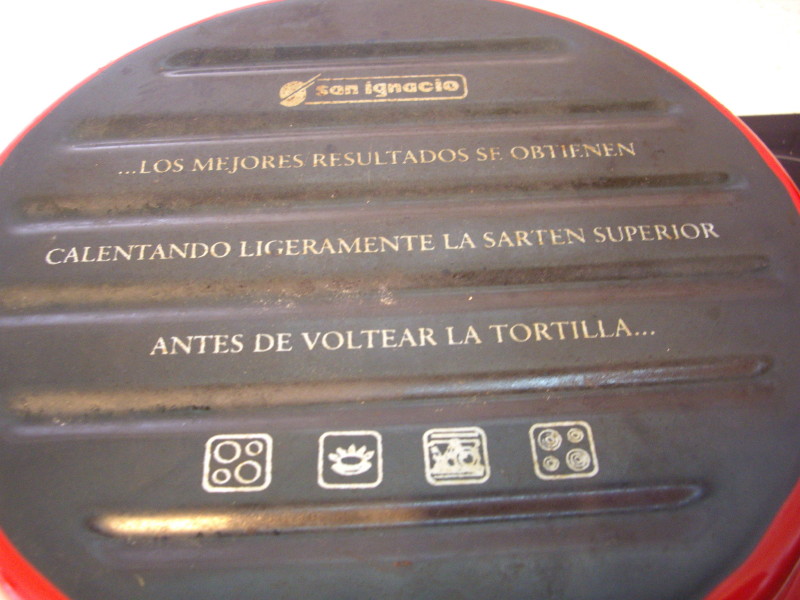 san ignacio
...LOS MEJORES RESULTADOS SE OBTIENEN
CALENTANDO LIGERAMENTE LA SARTEN SUPERIOR
ANTES DE VOLTEAR LA TORTILLA...